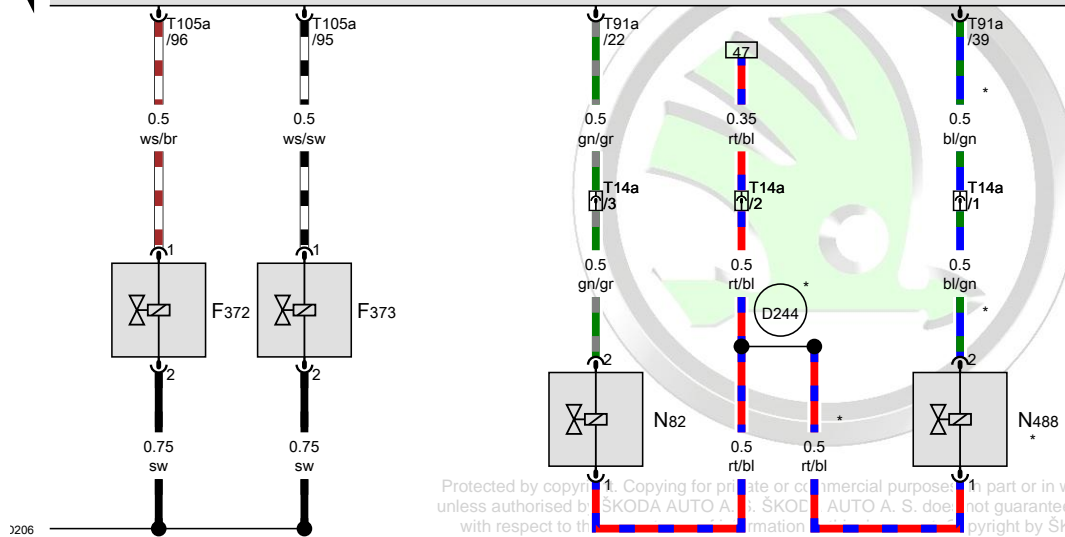 T105a
/96
T105a
/95
T91a
/22
47
T91a
/39
*
0.5
ws/br
0.5
ws/sw
0.5
gn/gr
0.35
rt/bl
0.5
bl/gn
T14a
/3
T14a
/2
T14a
/1
1
1
0.5
gn/gr
0.5
rt/bl
0.5
bl/gn
*
D244
*
F372
F373
2
2
2
2
N82
*
N488
*
0.75
sw
0.75
sw
0.5
rt/bl
0.5
rt/bl
1
1
Protected by copyright. Copying for private or commercial purposes, in part or in w
unless authorised by ŠKODA AUTO A. S. ŠKODA AUTO A. S. does not guarantee
with respect to th rmation pyright by ŠK
0206